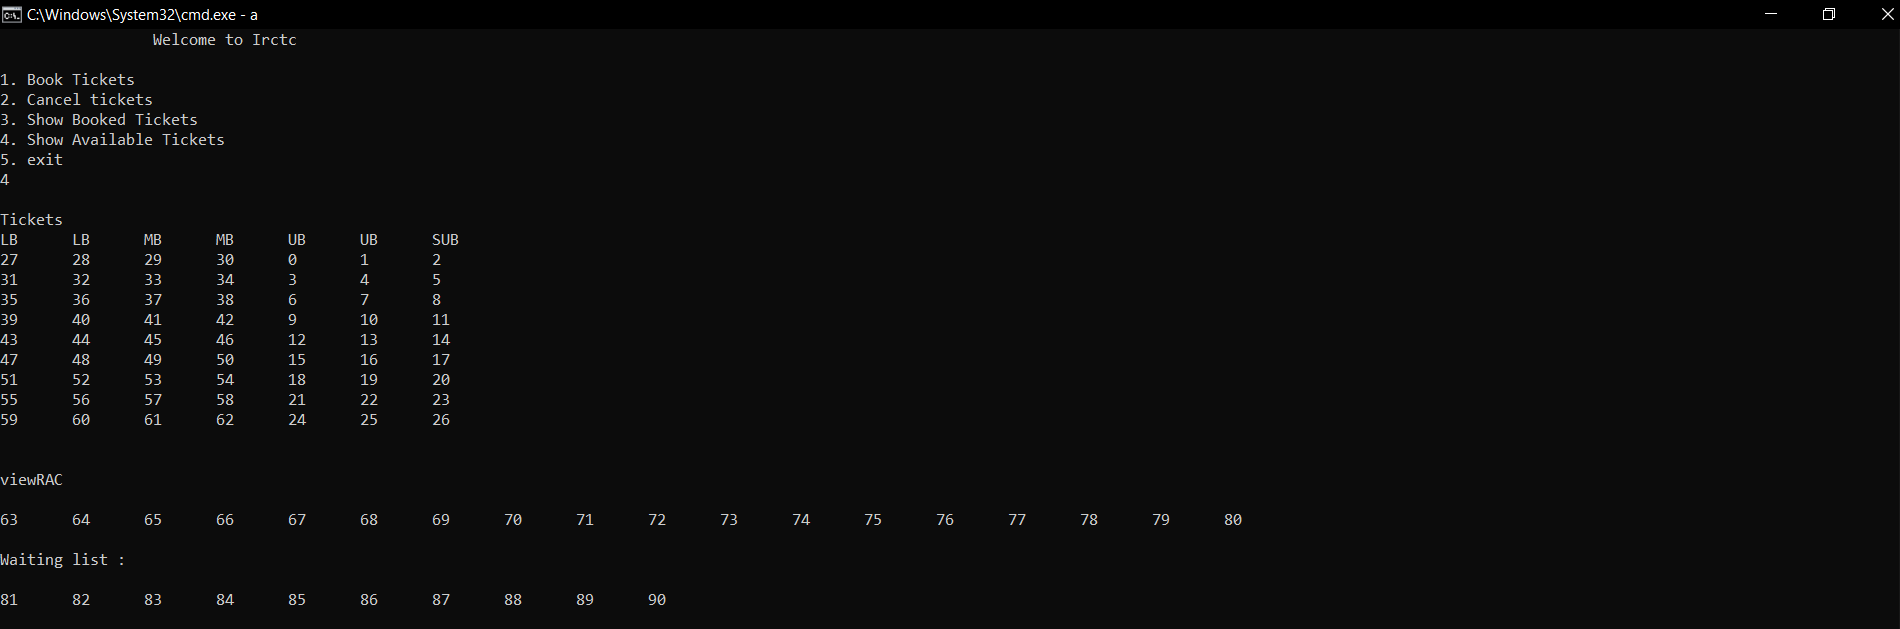 C:\Windows\System32\cmd.exe - a
Welcome to Irctc
1. Book Tickets
2. Cancel tickets
3. Show Booked Tickets
4. Show Available Tickets
5. exit
4
Tickets
LB LB MB MB UB UB SUB
27 28 29 30 0 1 2
31 32 33 34 3 4 5
35 36 37 38 6 7 8
39 40 41 42 9 10 11
43 44 45 46 12 13 14
47 48 49 50 15 16 17
51 52 53 54 18 19 20
55 56 57 58 21 22 23
59 60 61 62 24 25 26
viewRAC
63 64 65 66 67 68 69 70 71 72 73 74 75 76 77 78 79 80
Waiting list :
81 82 83 84 85 86 87 88 89 90